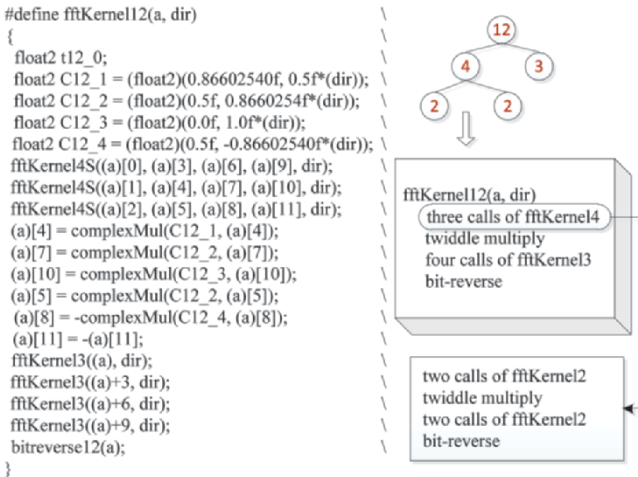 #define fftKernel12(a, dir) \
{ \
float2 t12_0; \
float2 C12_1 = (float2)(0.86602540f, 0.5f*(dir)); \
float2 C12_2 = (float2)(0.5f, 0.8660254f*(dir)); \
float2 C12_3 = (float2)(0.0f, 1.0f*(dir)); \
float2 C12_4 = (float2)(0.5f, -0.86602540f*(dir)); \
fftKernel4S((a)[0], (a)[3], (a)[6], (a)[9], dir); \
fftKernel4S((a)[1], (a)[4], (a)[7], (a)[10], dir); \
fftKernel4S((a)[2], (a)[5], (a)[8], (a)[11], dir); \
(a)[4] = complexMul(C12_1, (a)[4]); \
(a)[7] = complexMul(C12_2, (a)[7]); \
(a)[10] = complexMul(C12_3, (a)[10]); \
(a)[5] = complexMul(C12_2, (a)[5]); \
(a)[8] = -complexMul(C12_4, (a)[8]); \
(a)[11] = -(a)[11]; \
fftKernel3((a), dir); \
fftKernel3((a)+3, dir); \
fftKernel3((a)+6, dir); \
fftKernel3((a)+9, dir); \
bitreverse12(a); \
}
12
4 3
2 2
fftKernel12(a, dir)
three calls of fftKernel4
twiddle multiply
four calls of fftKernel3
bit-reverse
two calls of fftKernel2
twiddle multiply
two calls of fftKernel2
bit-reverse